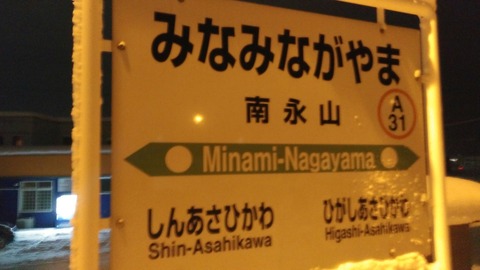 みなみながやま
南永山
A
31
Minami-Nagayama
しんあさひかわ
Shin-Asahikawa
ひがしあさひかわ
Higashi-Asahikawa